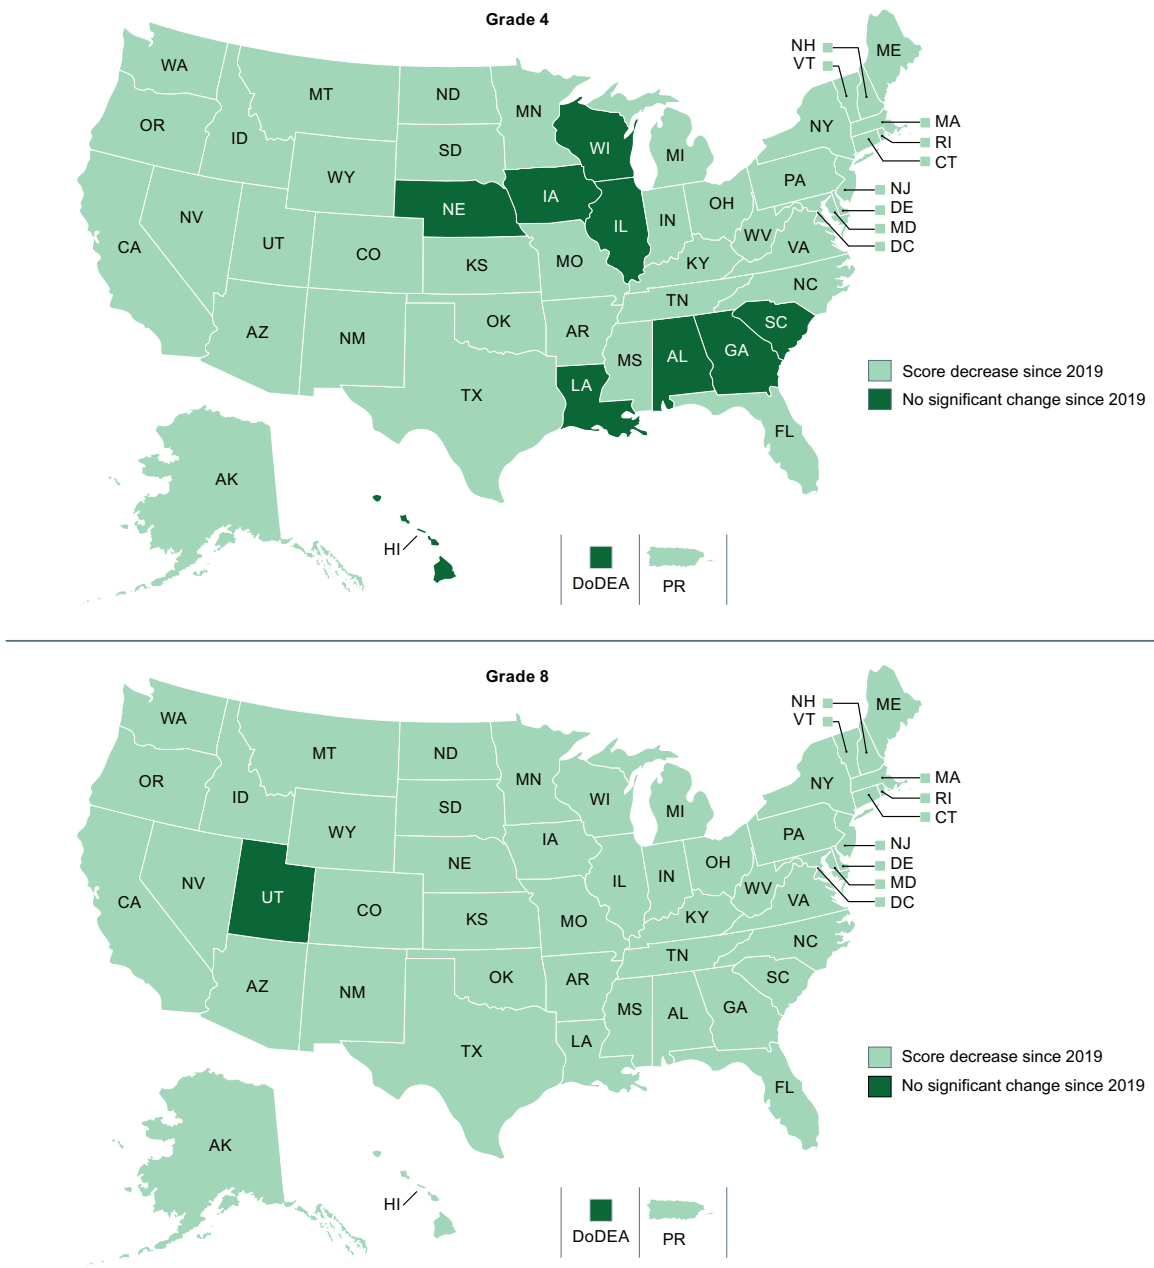 Grade 4
WA
OR
CA
ID
NV
MT
WY
UT
AZ
CO
NM
ND
SD
NE
KS
OK
TX
MN
IA
MO
AR
LA
WI
IL
MI
IN
OH
KY
TN
MS
AL
GA
SC
NC
FL
WV
VA
PA
NY
ME
NH
VT
MA
RI
CT
NJ
DE
MD
DC
AK
HI
DoDEA
PR
Score decrease since 2019
No significant change since 2019
Grade 8
WA
OR
CA
ID
NV
MT
WY
UT
AZ
CO
NM
ND
SD
NE
KS
OK
TX
MN
IA
MO
AR
LA
WI
IL
MI
IN
OH
KY
TN
MS
AL
GA
SC
NC
FL
WV
VA
PA
NY
ME
NH
VT
MA
RI
CT
NJ
DE
MD
DC
AK
HI
DoDEA
PR
Score decrease since 2019
No significant change since 2019